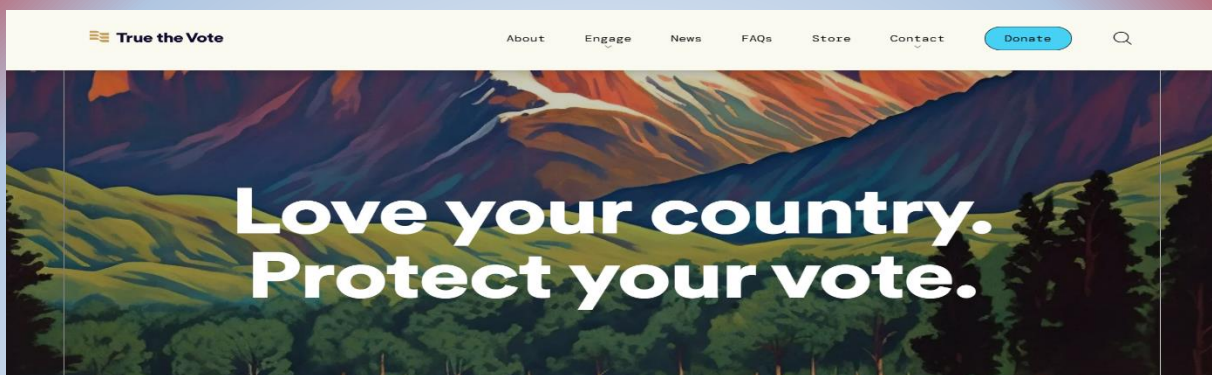 True the Vote
About Engage News FAQs Store Contact Donate
Love your country.
Protect your vote.